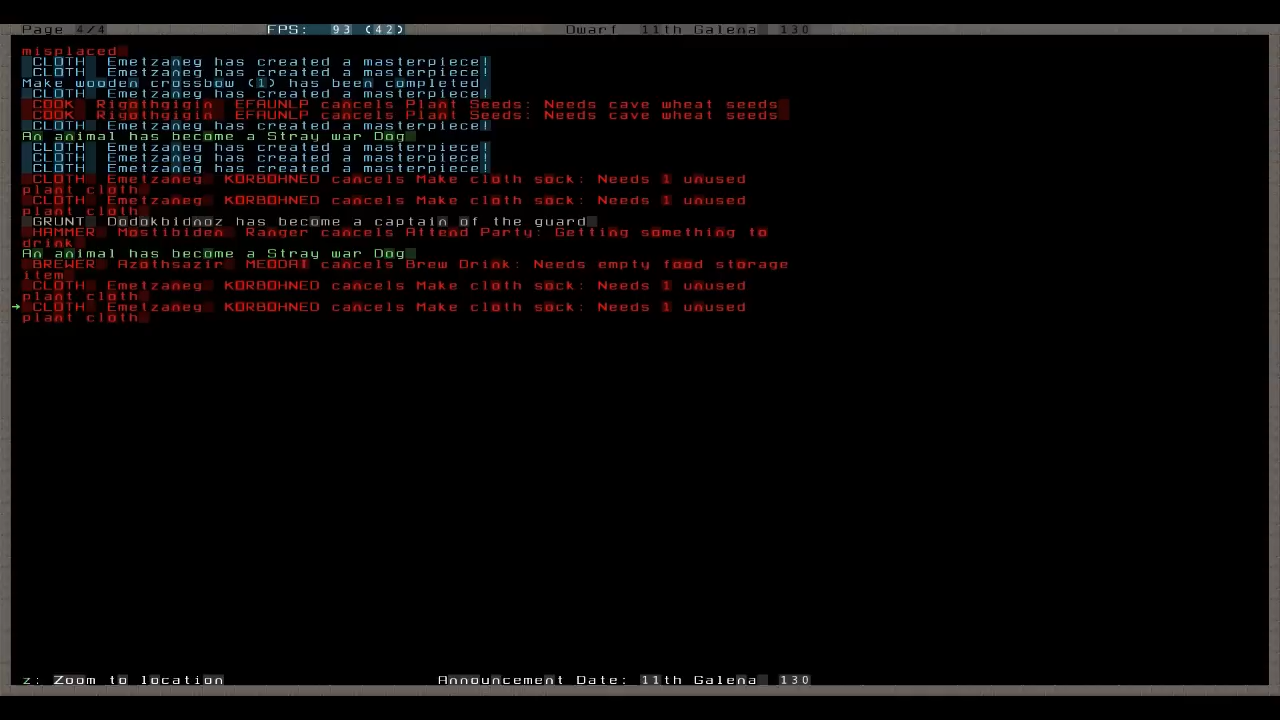 Page 4/4 FPS: 93 (42) Dwarf 11th Galena 130
misplaced
CLOTH Emetzaneg has created a masterpiece!
CLOTH Emetzaneg has created a masterpiece!
Make wooden crossbow (1) has been completed
CLOTH Emetzaneg has created a masterpiece!
COOK Rigothgigin EFAUNLP cancels Plant Seeds: Needs cave wheat seeds
COOK Rigothgigin EFAUNLP cancels Plant Seeds: Needs cave wheat seeds
CLOTH Emetzaneg has created a masterpiece!
An animal has become a Stray war Dog
CLOTH Emetzaneg has created a masterpiece!
CLOTH Emetzaneg has created a masterpiece!
CLOTH Emetzaneg has created a masterpiece!
CLOTH Emetzaneg KORBOHNED cancels Make cloth sock: Needs 1 unused
plant cloth
CLOTH Emetzaneg KORBOHNED cancels Make cloth sock: Needs 1 unused
plant cloth
GRUNT Dodokbidnoz has become a captain of the guard
HAMMER Mostibiden Ranger cancels Attend Party: Getting something to
drink
An animal has become a Stray war Dog
BREWER Azothsazir MEODAI cancels Brew Drink: Needs empty food storage
item
CLOTH Emetzaneg KORBOHNED cancels Make cloth sock: Needs 1 unused
plant cloth
CLOTH Emetzaneg KORBOHNED cancels Make cloth sock: Needs 1 unused
plant cloth
z: Zoom to location Announcement Date: 11th Galena 130